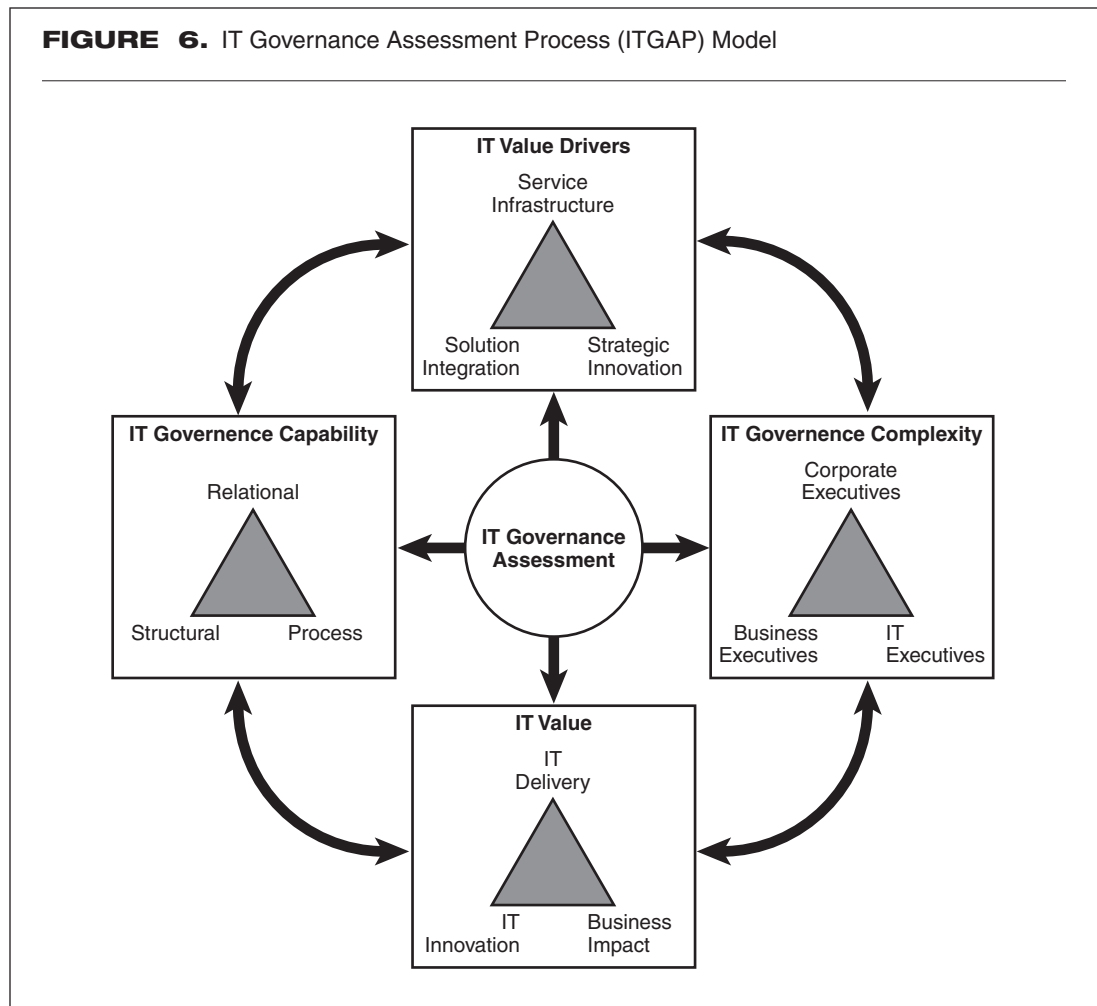 FIGURE 6. IT Governance Assessment Process (ITGAP) Model
IT Value Drivers
Service
Infrastructure
Solution
Integration
Strategic
Innovation
IT Governence Capability
Relational
Structural
Process
IT Governance
Assessment
IT Governence Complexity
Corporate
Executives
Business
Executives
IT
Executives
IT Value
IT
Delivery
IT
Innovation
Business
Impact